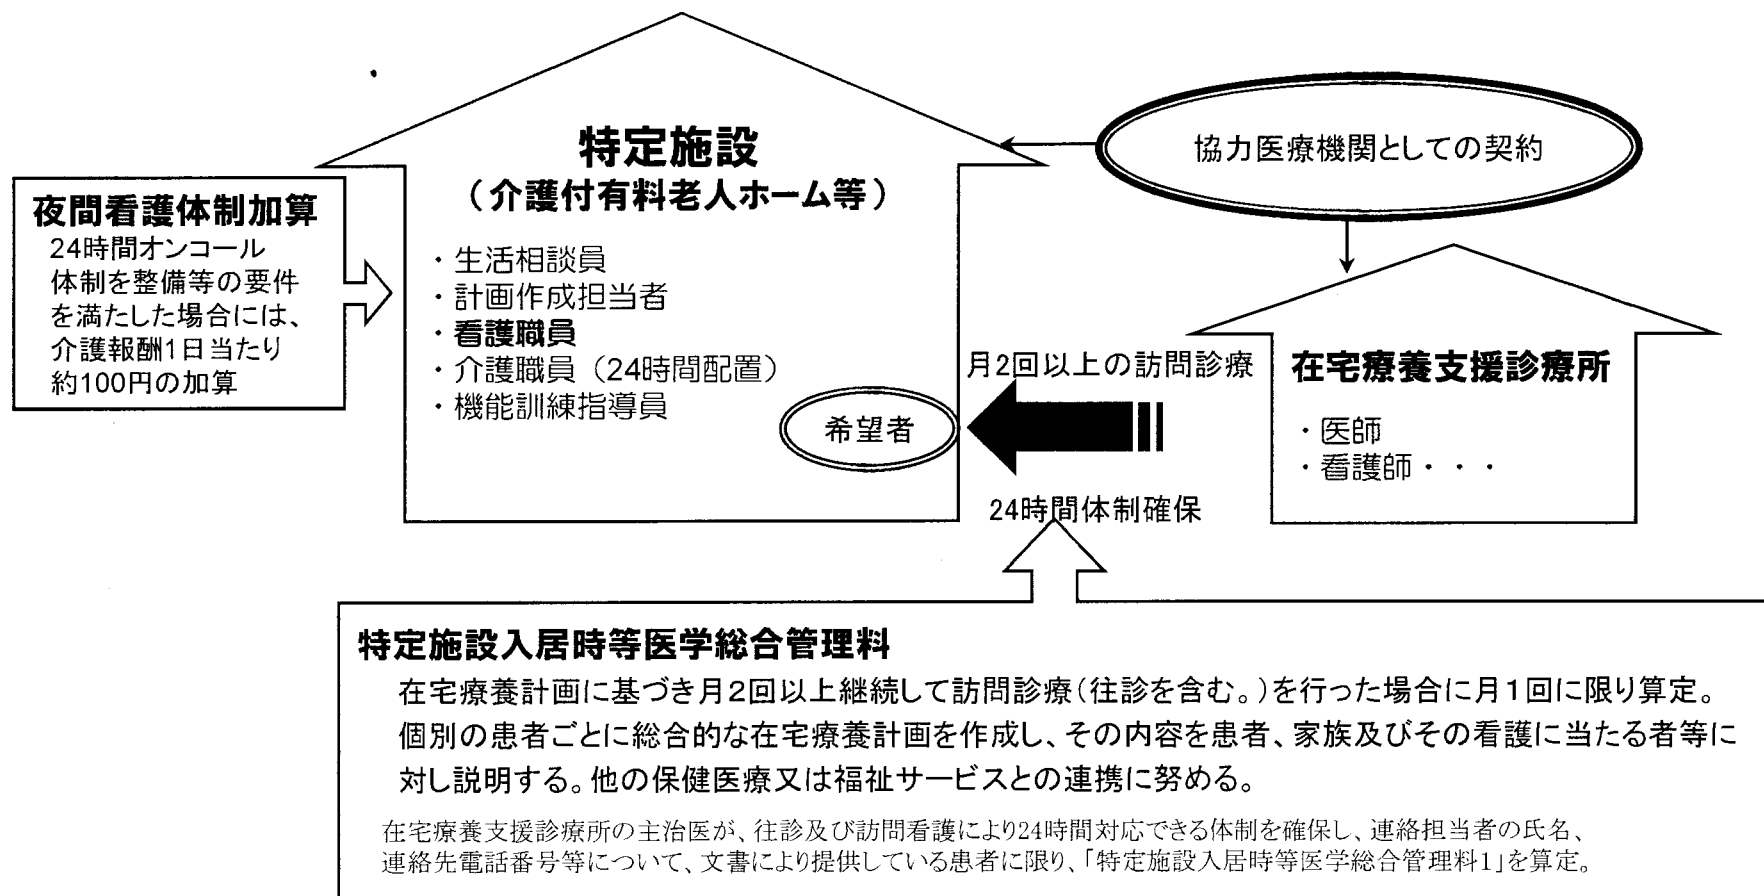 特定施設
（介護付有料老人ホーム等）
・生活相談員
・計画作成担当者
・看護職員
・介護職員（24時間配置）
・機能訓練指導員
希望者
夜間看護体制加算
24時間オンコール
体制を整備等の要件
を満たした場合には、
介護報酬1日当たり
約100円の加算
協力医療機関としての契約
月2回以上の訪問診療
24時間体制確保
在宅療養支援診療所
・医師
・看護師・・・
特定施設入居時等医学総合管理料
在宅療養計画に基づき月2回以上継続して訪問診療（往診を含む。）を行った場合に月1回に限り算定。
個別の患者ごとに総合的な在宅療養計画を作成し、その内容を患者、家族及びその看護に当たる者等に
対し説明する。他の保健医療又は福祉サービスとの連携に努める。
在宅療養支援診療所の主治医が、往診及び訪問看護により24時間対応できる体制を確保し、連絡担当者の氏名、
連絡先電話番号等について、文書により提供している患者に限り、「特定施設入居時等医学総合管理料1」を算定。